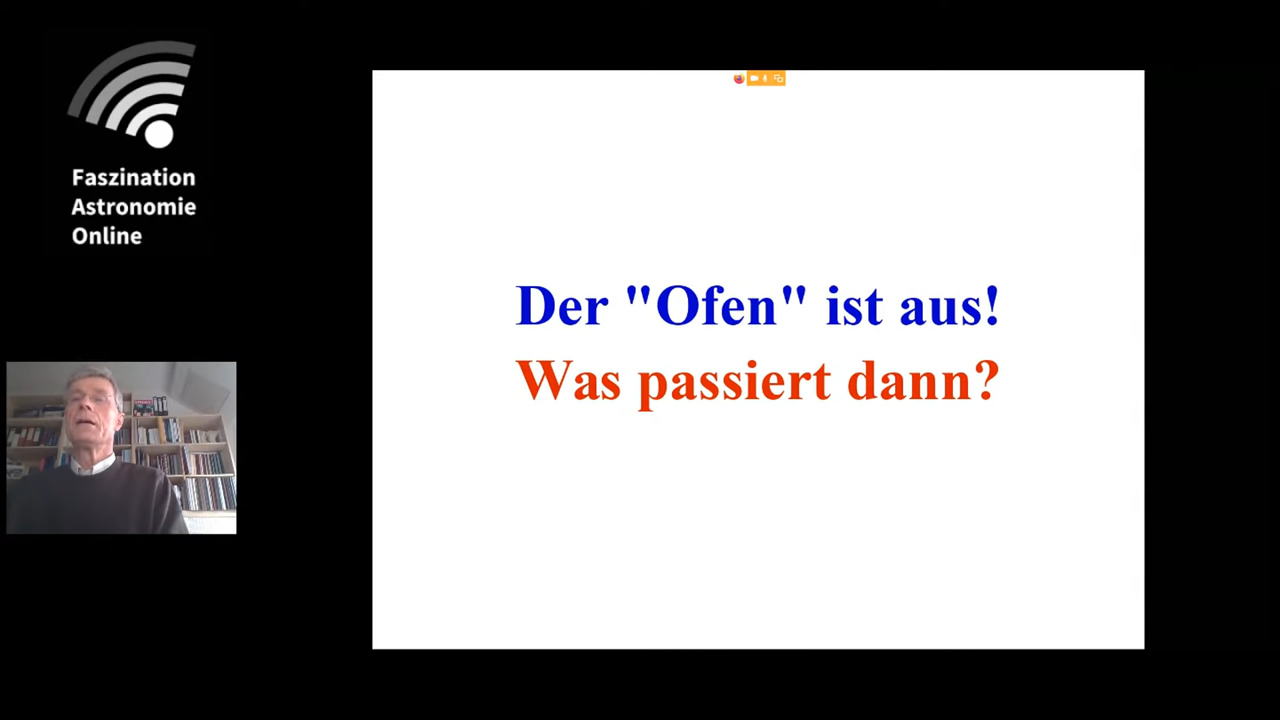 Faszination
Astronomie
Online
Der "Ofen" ist aus!
Was passiert dann?